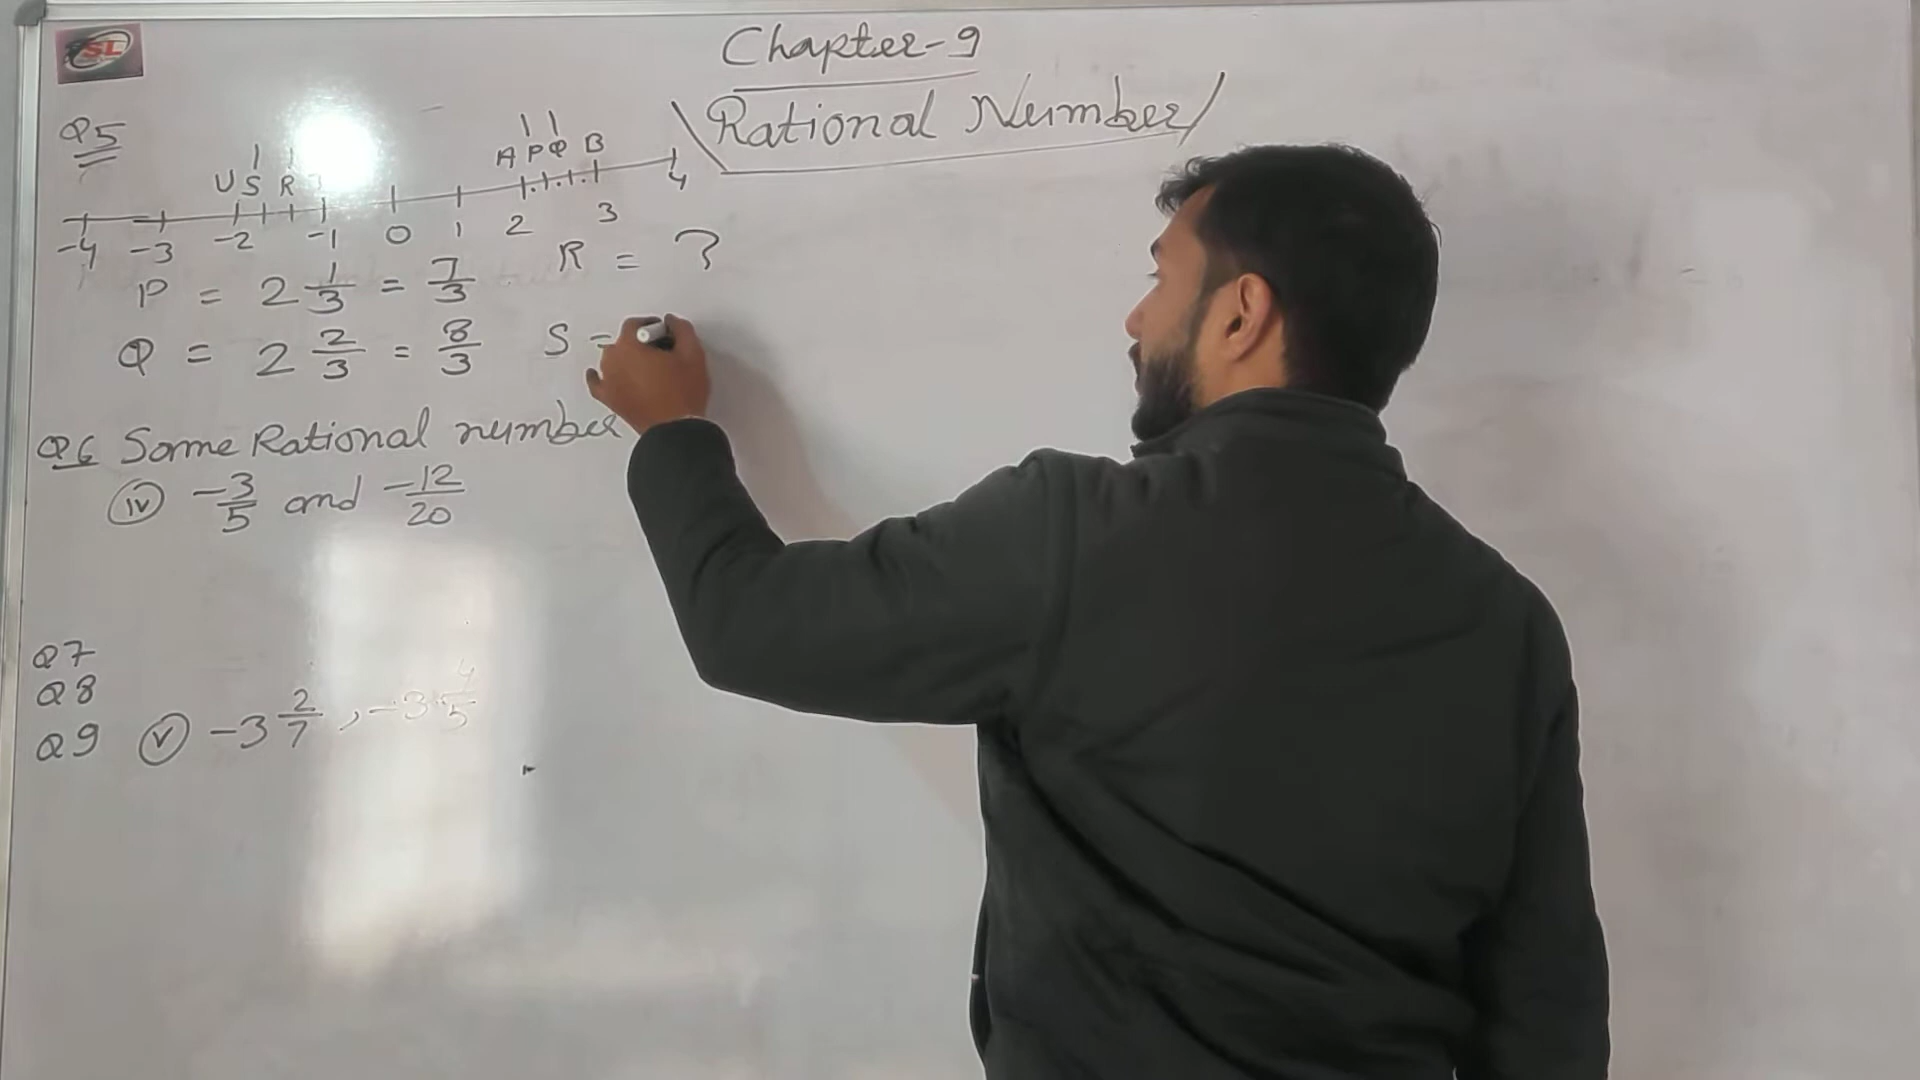 SL
Chapter-9
Rational Number
Q5
A P Q B
U S R
-4 -3 -2 -1 0 1 2 3 4
P = 2 1/3 = 7/3 R = ?
Q = 2 2/3 = 8/3 S =
Q6 Some Rational number
(iv) -3/5 and -12/20
Q7
Q8
Q9 (v) -3 2/7 , -3 4/5